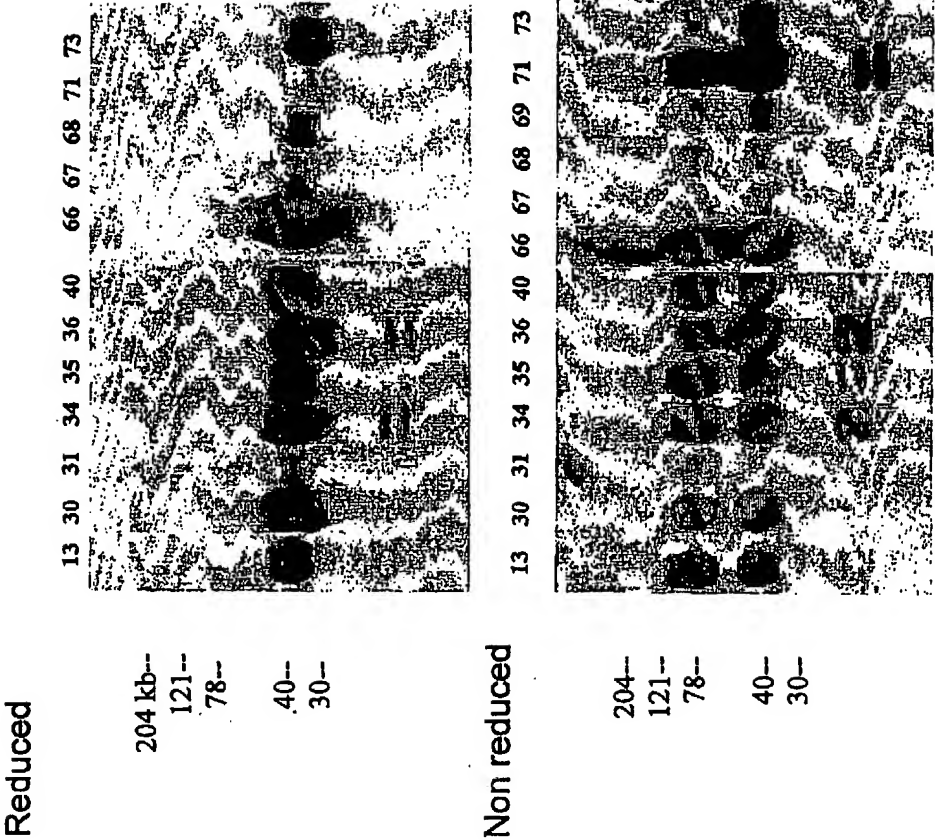 Reduced
13 30 31 34 35 36 40 66 67 68 71 73
204 kb--
121--
78--
40--
30--
Non reduced
13 30 31 34 35 36 40 66 67 68 69 71 73
204--
121--
78--
40--
30--